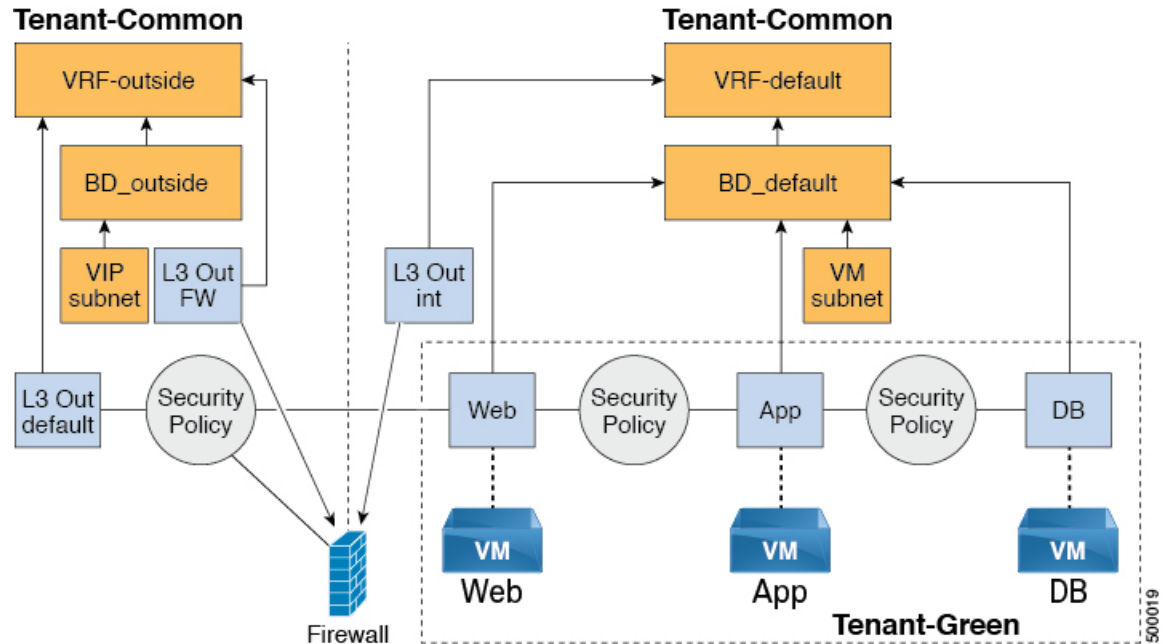 Tenant-Common
Tenant-Common
VRF-outside
VRF-default
BD_outside
BD_default
VIP
subnet
L3 Out
FW
L3 Out
int
VM
subnet
L3 Out
default
Security
Policy
Web
Security
Policy
App
Security
Policy
DB
VM
Web
VM
App
VM
DB
Firewall
Tenant-Green
500019